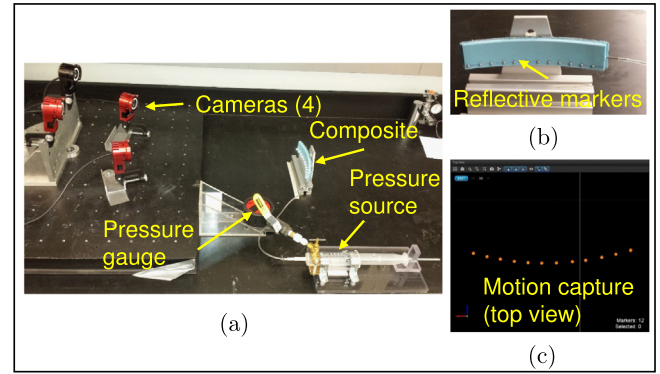 Cameras (4)
Composite
Pressure
source
Pressure
gauge
(a)
Reflective markers
(b)
Motion capture
(top view)
Markers: 12
Selected: 0
(c)